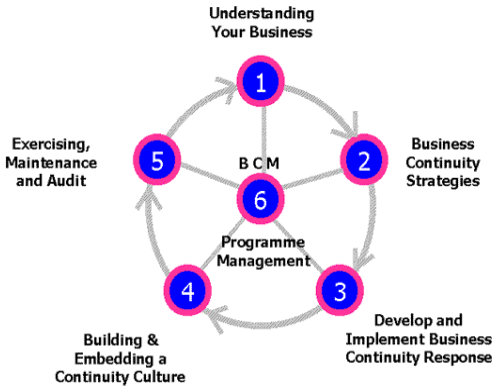 Understanding
Your Business
1
Exercising,
Maintenance
and Audit
5
B C M
2
Business
Continuity
Strategies
6
Programme
Management
4
3
Building &
Embedding a
Continuity Culture
Develop and
Implement Business
Continuity Response